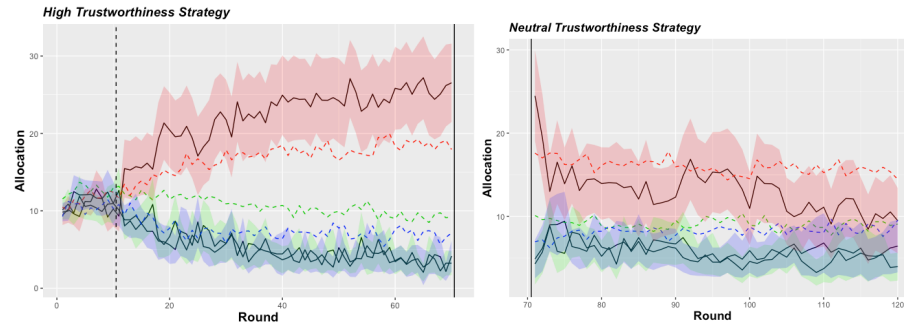 High Trustworthiness Strategy
30
20
10
0
Allocation
0
20
40
60
Round
Neutral Trustworthiness Strategy
30
20
10
Allocation
70
80
90
100
110
120
Round